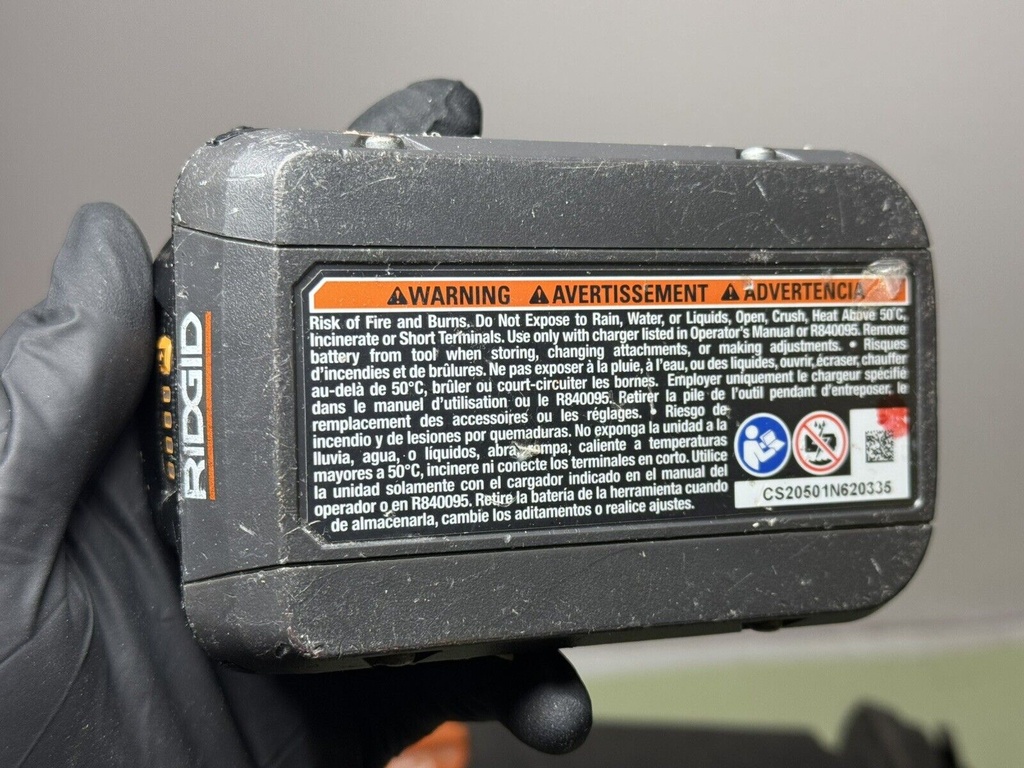 RIDGID
WARNING AVERTISSEMENT ADVERTENCIA
Risk of Fire and Burns. Do Not Expose to Rain, Water, or Liquids, Open, Crush, Heat Above 50°C,
Incinerate or Short Terminals. Use only with charger listed in Operator's Manual or R840095. Remove
battery from tool when storing, changing attachments, or making adjustments. • Risques
d'incendies et de brûlures. Ne pas exposer à la pluie, à l'eau, ou des liquides, ouvrir, écraser, chauffer
au-delà de 50°C, brûler ou court-circuiter les bornes. Employer uniquement le chargeur spécifié
dans le manuel d'utilisation ou le R840095. Retirer la pile de l'outil pendant d'entreposer, le
remplacement des accessoires ou les réglages. • Riesgo de
incendio y de lesiones por quemaduras. No exponga la unidad a la
lluvia, agua, o líquidos, abra, rompa, caliente a temperaturas
mayores a 50°C, incinere ni conecte los terminales en corto. Utilice
la unidad solamente con el cargador indicado en el manual del
operador o en R840095. Retire la batería de la herramienta cuando
de almacenarla, cambie los aditamentos o realice ajustes.
CS20501N620335